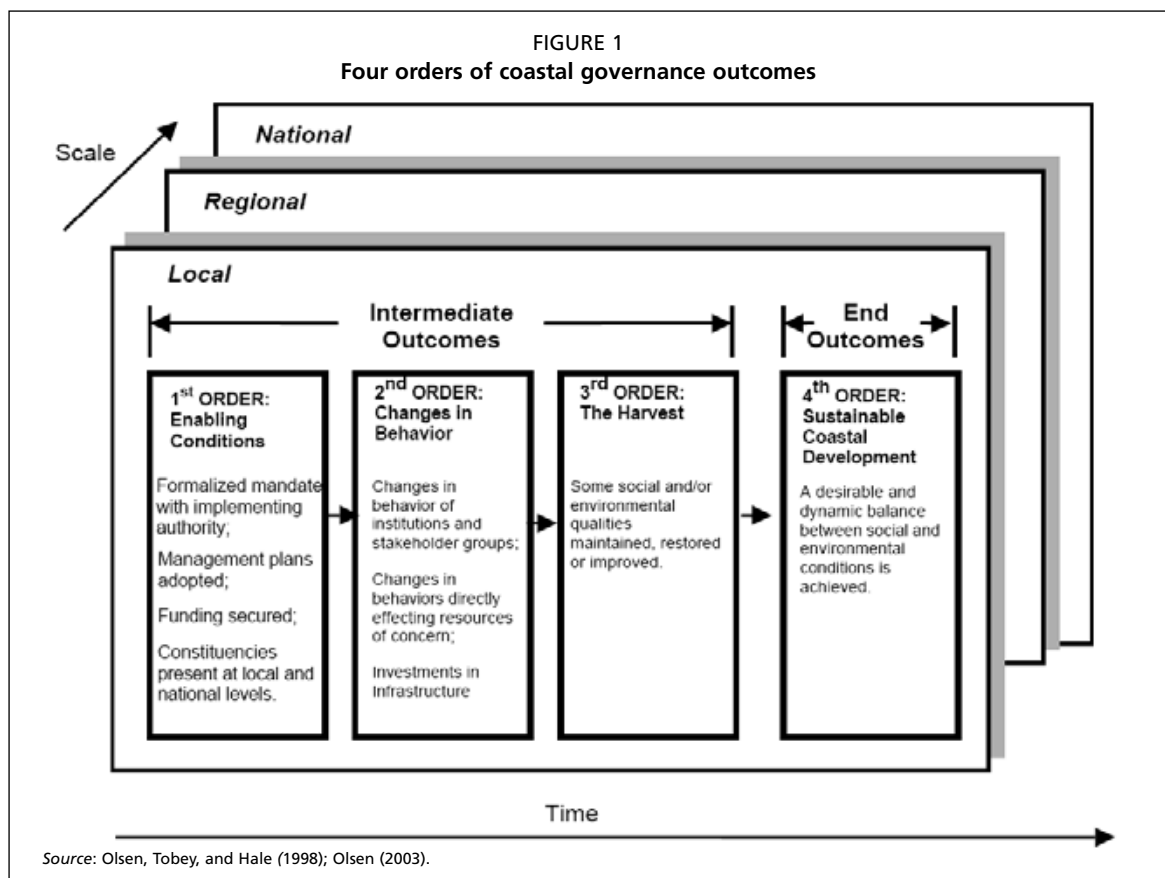 FIGURE 1
Four orders of coastal governance outcomes
National
Scale
Regional
Local
Intermediate
Outcomes
End
Outcomes
1st ORDER:
Enabling
Conditions
Formalized mandate
with implementing
authority;
Management plans
adopted;
Funding secured;
Constituencies
present at local and
national levels.
2nd ORDER:
Changes in
Behavior
Changes in
behavior of
institutions and
stakeholder groups;
Changes in
behaviors directly
effecting resources
of concern;
Investments in
Infrastructure
3rd ORDER:
The Harvest
Some social and/or
environmental
qualities
maintained, restored
or improved.
4th ORDER:
Sustainable
Coastal
Development
A desirable and
dynamic balance
between social and
environmental
conditions is
achieved.
Time
Source: Olsen, Tobey, and Hale (1998); Olsen (2003).